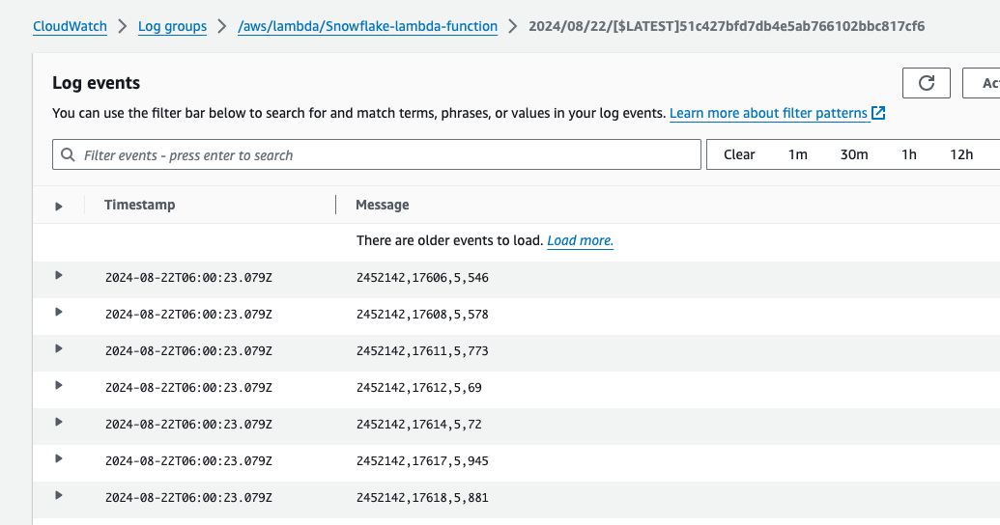 CloudWatch > Log groups > /aws/lambda/Snowflake-lambda-function > 2024/08/22/[$LATEST]51c427bfd7db4e5ab766102bbc817cf6
Log events
You can use the filter bar below to search for and match terms, phrases, or values in your log events. Learn more about filter patterns
Filter events - press enter to search Clear 1m 30m 1h 12h
Timestamp Message
There are older events to load. Load more.
2024-08-22T06:00:23.079Z 2452142,17606,5,546
2024-08-22T06:00:23.079Z 2452142,17608,5,578
2024-08-22T06:00:23.079Z 2452142,17611,5,773
2024-08-22T06:00:23.079Z 2452142,17612,5,69
2024-08-22T06:00:23.079Z 2452142,17614,5,72
2024-08-22T06:00:23.079Z 2452142,17617,5,945
2024-08-22T06:00:23.079Z 2452142,17618,5,881